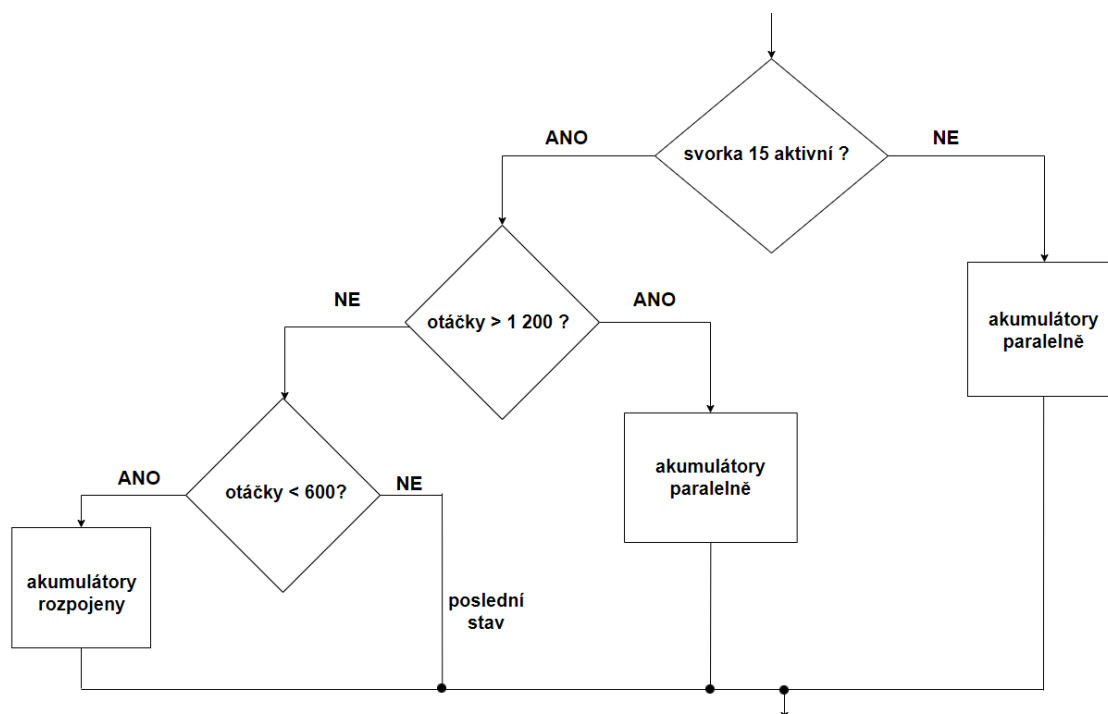 svorka 15 aktivní ?
ANO
NE
otáčky > 1 200 ?
NE
ANO
akumulátory
paralelně
otáčky < 600?
ANO
NE
akumulátory
paralelně
akumulátory
rozpojeny
poslední
stav